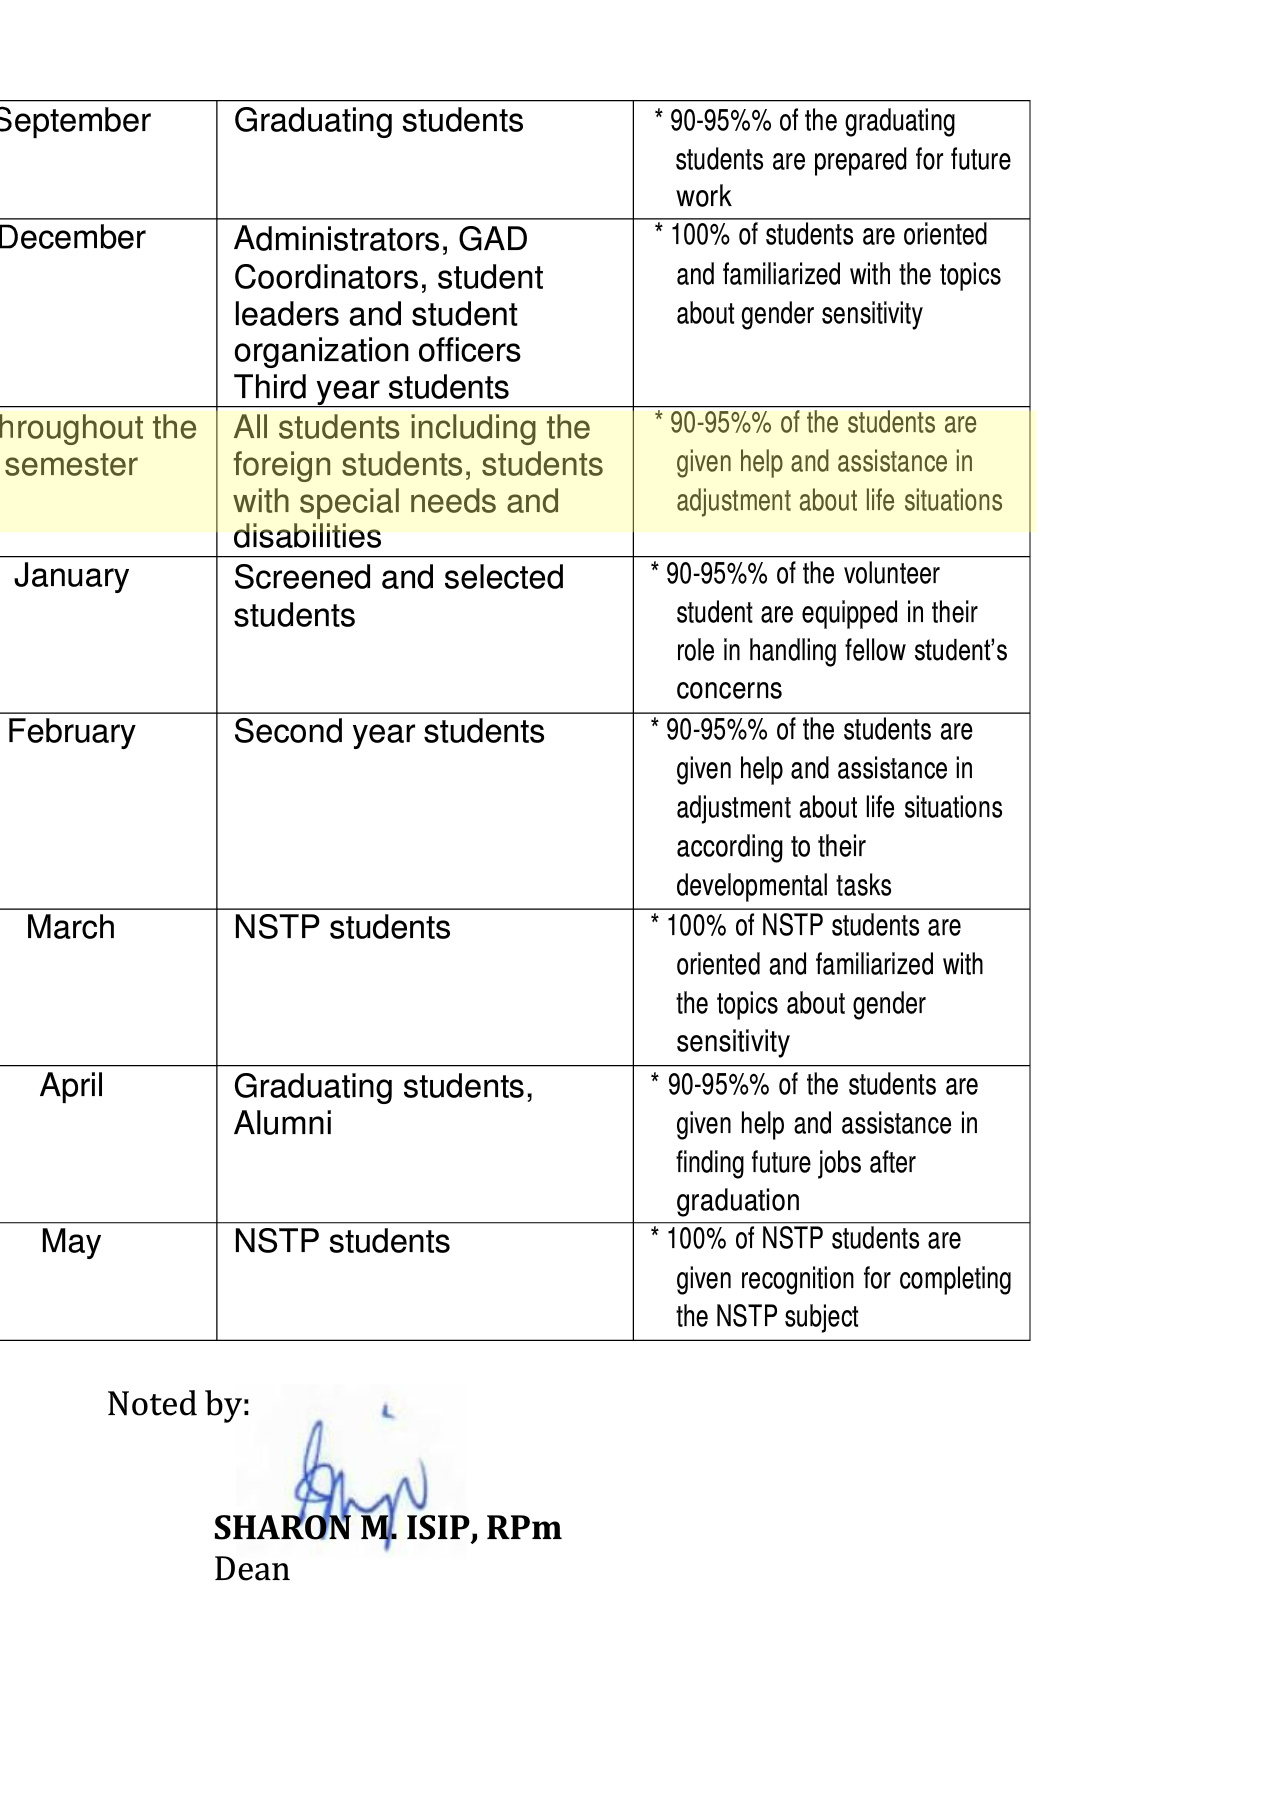 September Graduating students * 90-95%% of the graduating
students are prepared for future
work
December Administrators, GAD * 100% of students are oriented
Coordinators, student and familiarized with the topics
leaders and student about gender sensitivity
organization officers
Third year students
hroughout the All students including the * 90-95%% of the students are
semester foreign students, students given help and assistance in
with special needs and adjustment about life situations
disabilities
January Screened and selected * 90-95%% of the volunteer
students student are equipped in their
role in handling fellow student’s
concerns
February Second year students * 90-95%% of the students are
given help and assistance in
adjustment about life situations
according to their
developmental tasks
March NSTP students * 100% of NSTP students are
oriented and familiarized with
the topics about gender
sensitivity
April Graduating students, * 90-95%% of the students are
Alumni given help and assistance in
finding future jobs after
graduation
May NSTP students * 100% of NSTP students are
given recognition for completing
the NSTP subject
Noted by:
SHARON M. ISIP, RPm
Dean